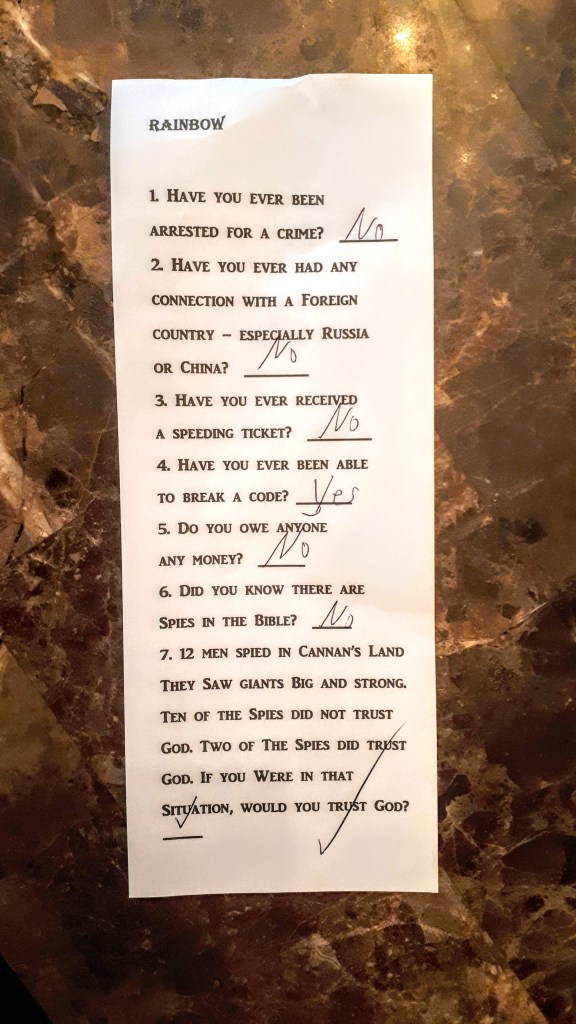 RAINBOW
1. HAVE YOU EVER BEEN
ARRESTED FOR A CRIME? No
2. HAVE YOU EVER HAD ANY
CONNECTION WITH A FOREIGN
COUNTRY – ESPECIALLY RUSSIA
OR CHINA? No
3. HAVE YOU EVER RECEIVED
A SPEEDING TICKET? No
4. HAVE YOU EVER BEEN ABLE
TO BREAK A CODE? Yes
5. DO YOU OWE ANYONE
ANY MONEY? No
6. DID YOU KNOW THERE ARE
SPIES IN THE BIBLE? No
7. 12 MEN SPIED IN CANNAN'S LAND
THEY SAW GIANTS BIG AND STRONG.
TEN OF THE SPIES DID NOT TRUST
GOD. TWO OF THE SPIES DID TRUST
GOD. IF YOU WERE IN THAT
SITUATION, WOULD YOU TRUST GOD?